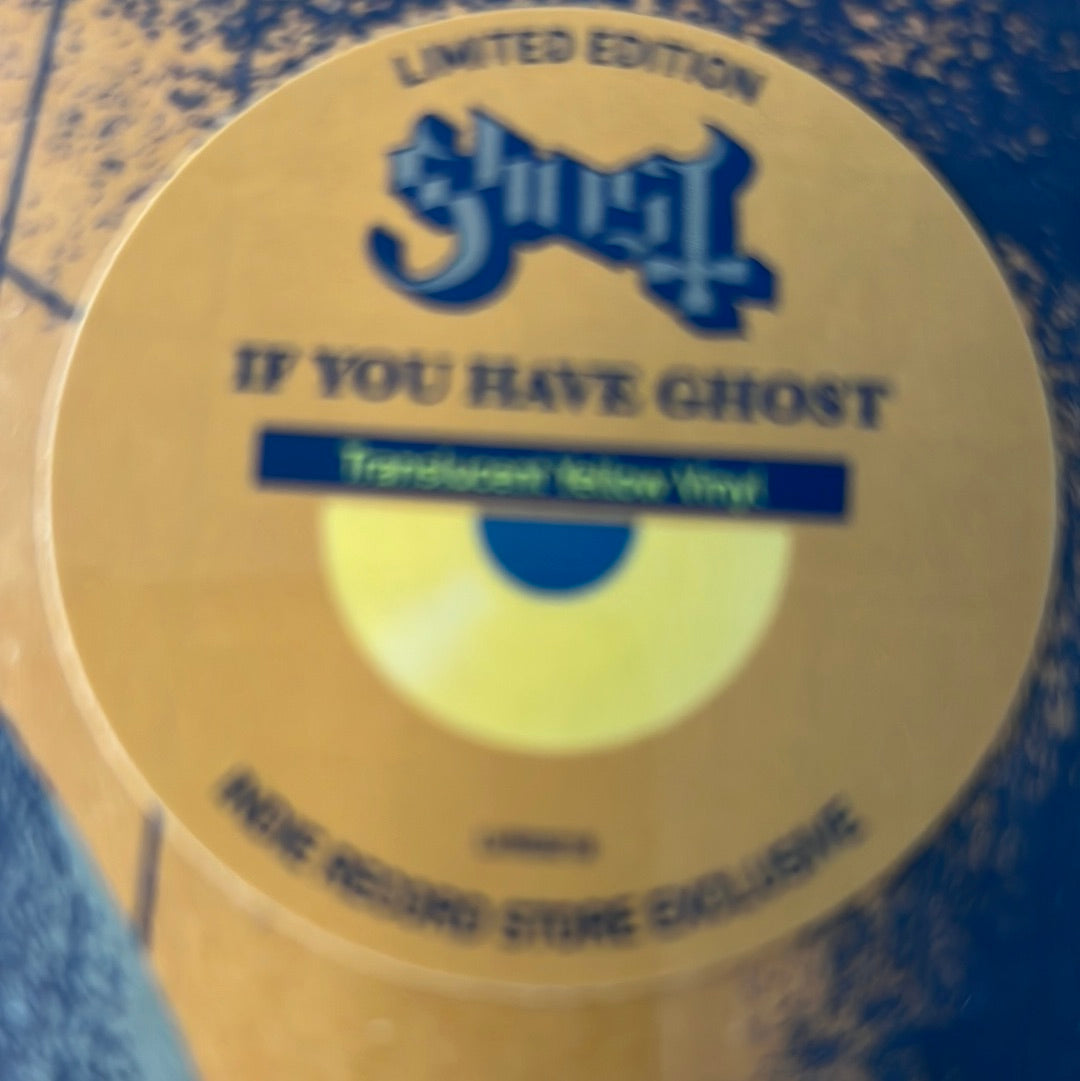 LIMITED EDITION
Ghost
IF YOU HAVE GHOST
Translucent Yellow Vinyl
INDIE RECORD STORE EXCLUSIVE